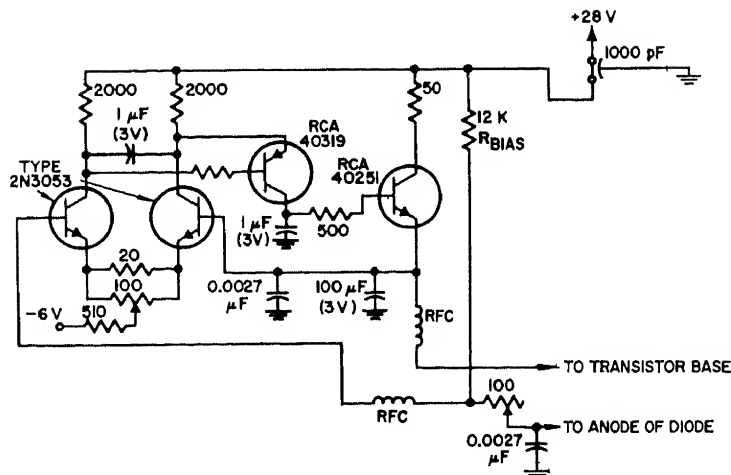 +28 V
1000 pF
2000
2000
50
1 µF
(3V)
12 K
RBIAS
RCA
40319
RCA
40251
TYPE
2N3053
1 µF
(3V)
500
20
100
-6 V
510
0.0027
µF
100 µF
(3V)
RFC
TO TRANSISTOR BASE
RFC
100
TO ANODE OF DIODE
0.0027
µF